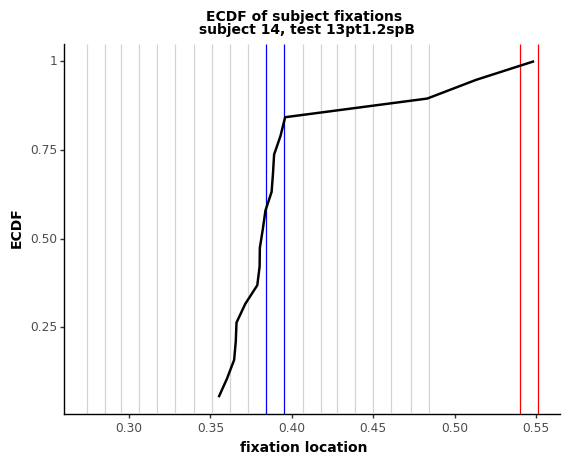 ECDF of subject fixations
subject 14, test 13pt1.2spB
1
0.75
0.50
0.25
ECDF
0.30 0.35 0.40 0.45 0.50 0.55
fixation location